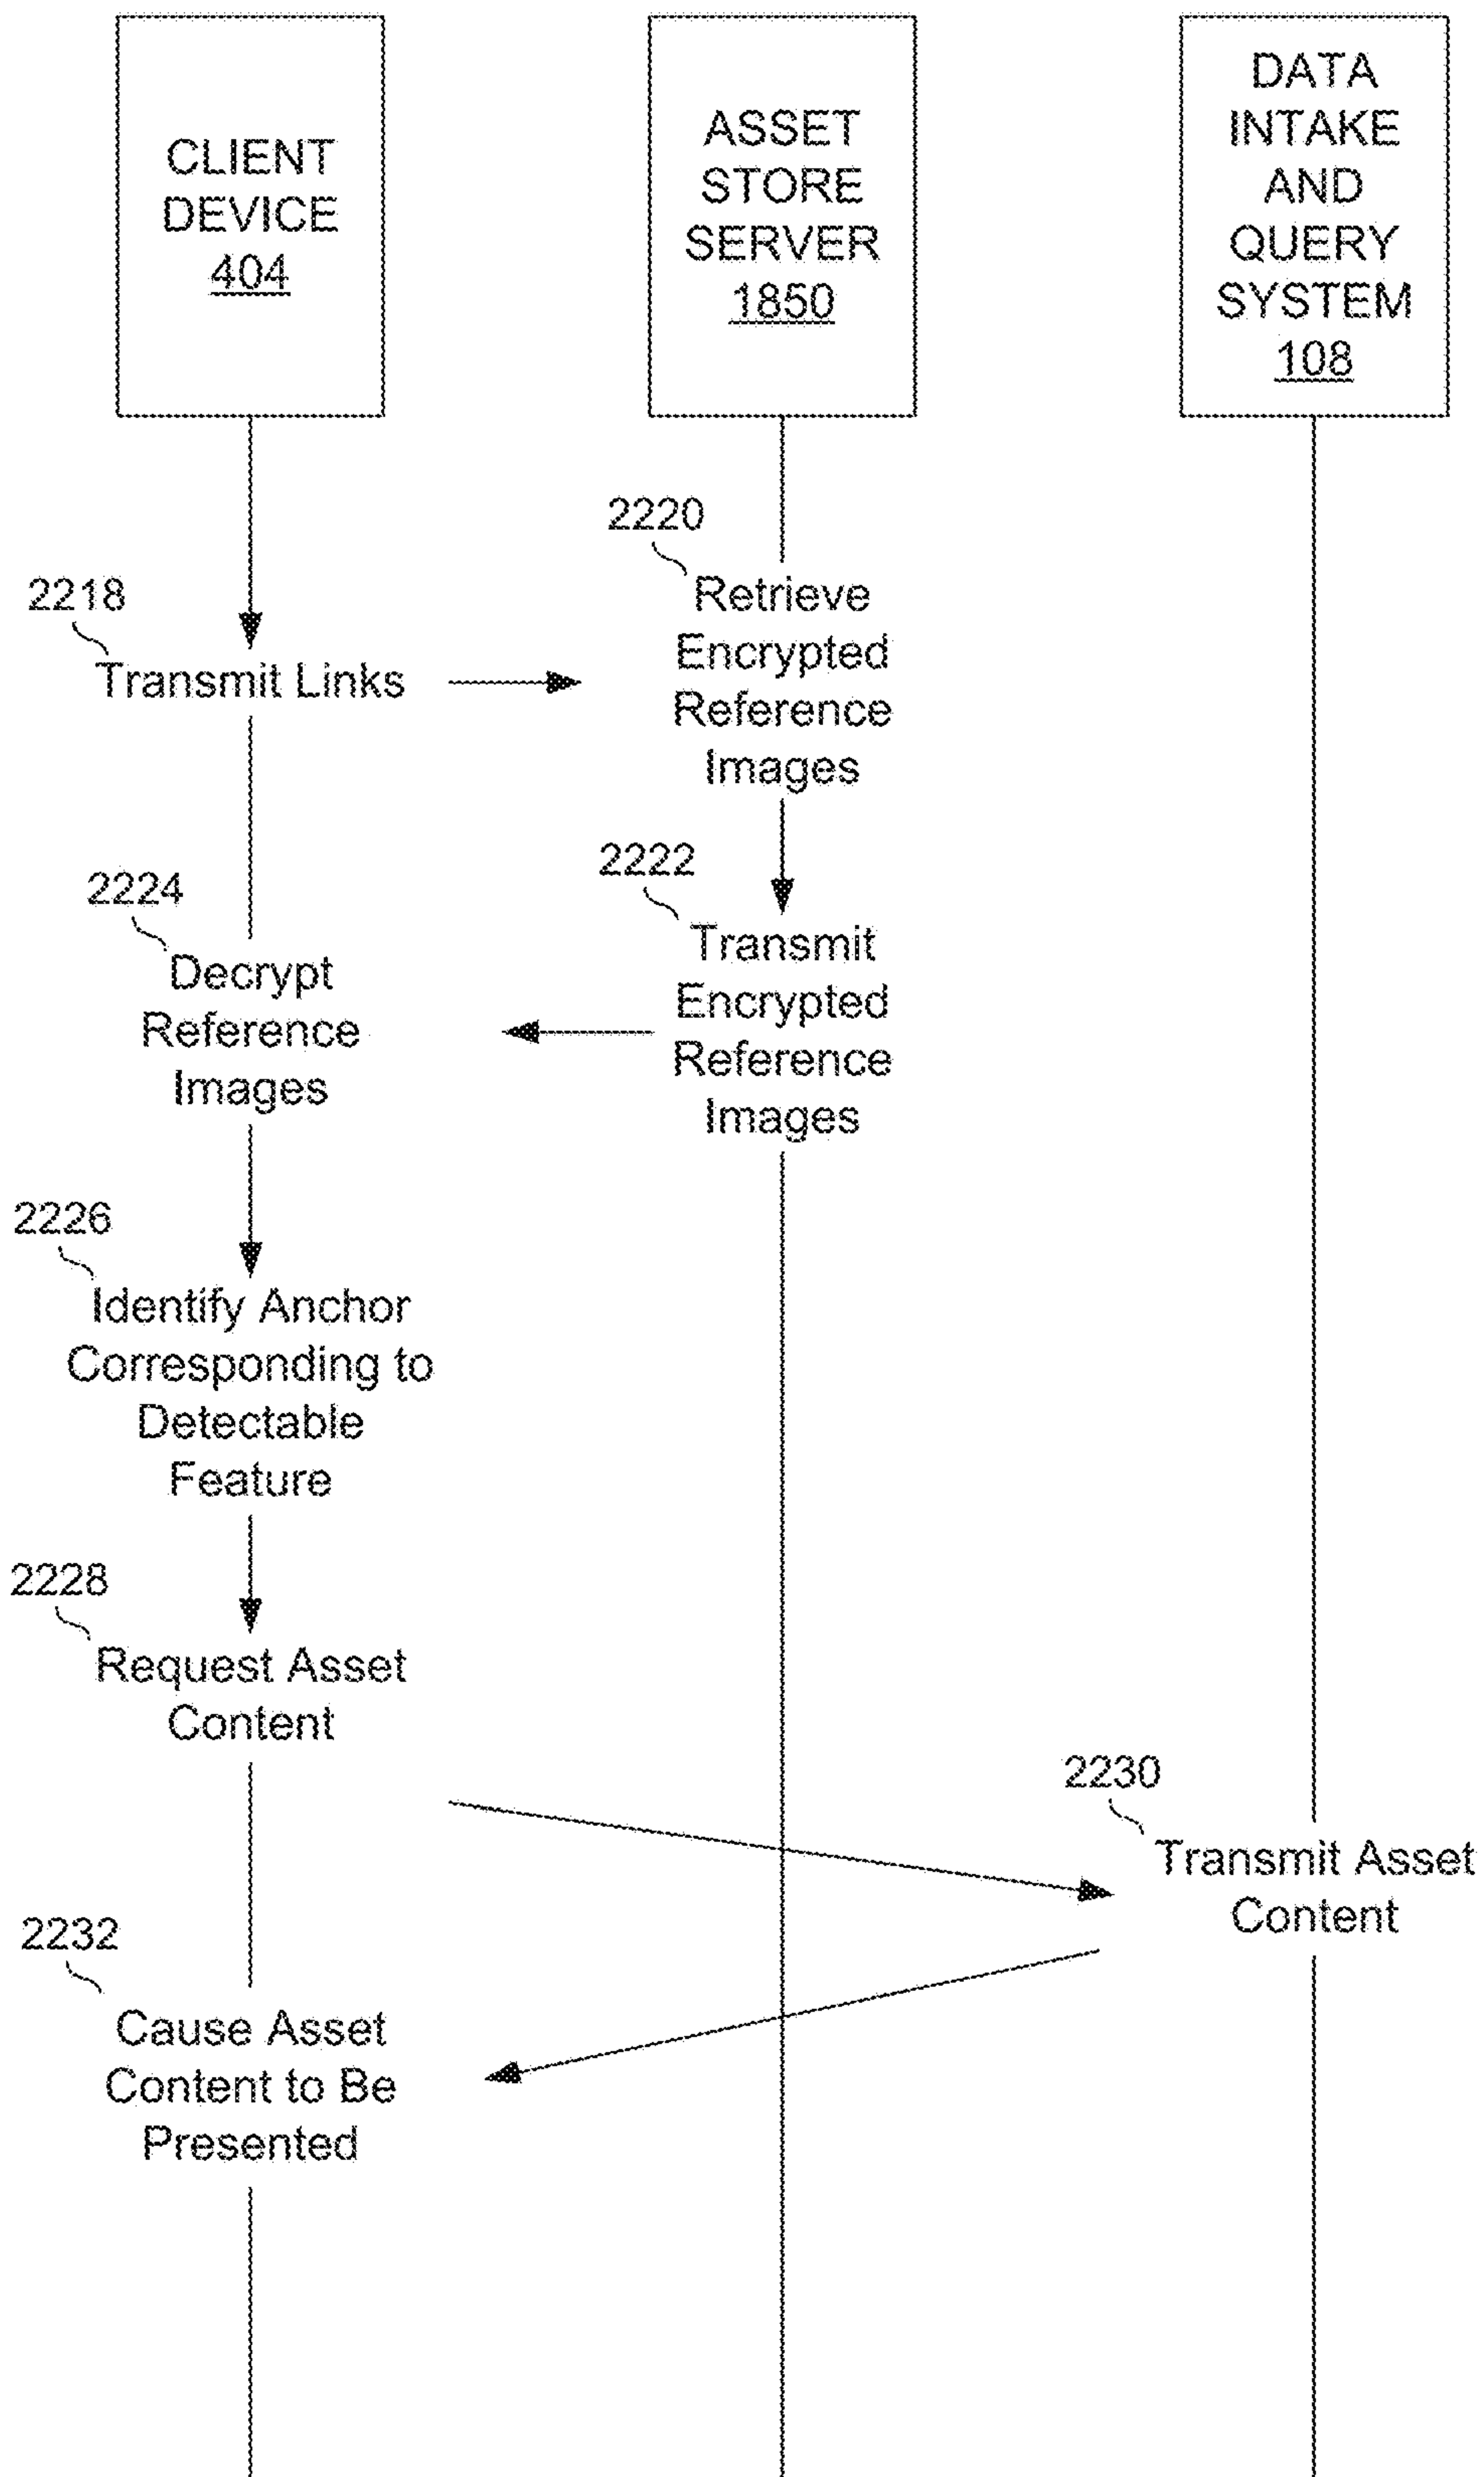 CLIENT
DEVICE
404
ASSET
STORE
SERVER
1850
DATA
INTAKE
AND
QUERY
SYSTEM
108
2218
Transmit Links
2220
Retrieve
Encrypted
Reference
Images
2222
Transmit
Encrypted
Reference
Images
2224
Decrypt
Reference
Images
2226
Identify Anchor
Corresponding to
Detectable
Feature
2228
Request Asset
Content
2230
Transmit Asset
Content
2232
Cause Asset
Content to Be
Presented